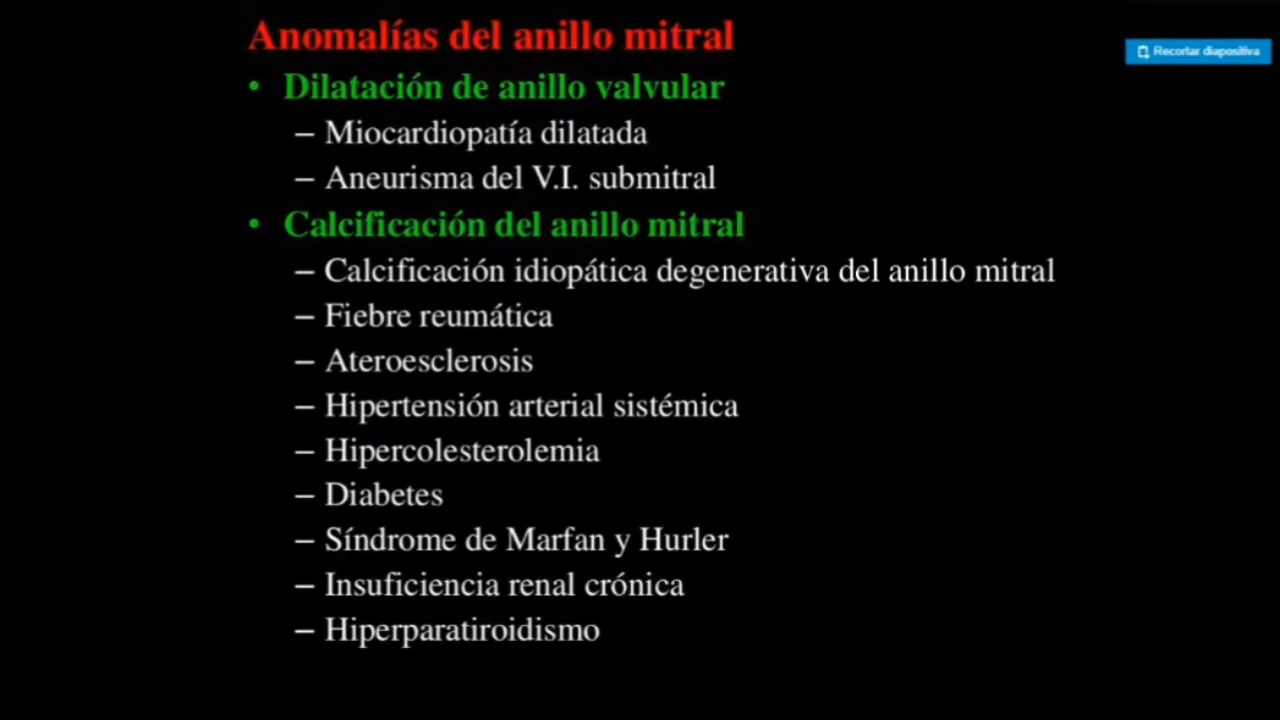 Anomalías del anillo mitral
Recortar diapositiva
• Dilatación de anillo valvular
– Miocardiopatía dilatada
– Aneurisma del V.I. submitral
• Calcificación del anillo mitral
– Calcificación idiopática degenerativa del anillo mitral
– Fiebre reumática
– Ateroesclerosis
– Hipertensión arterial sistémica
– Hipercolesterolemia
– Diabetes
– Síndrome de Marfan y Hurler
– Insuficiencia renal crónica
– Hiperparatiroidismo